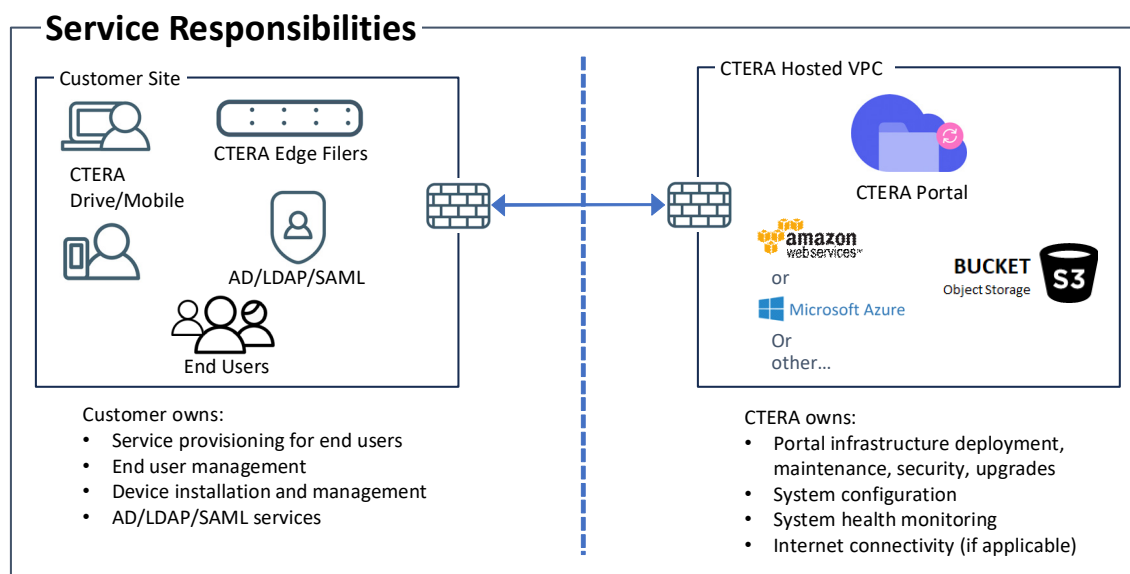 Service Responsibilities
Customer Site
CTERA Edge Filers
CTERA
Drive/Mobile
AD/LDAP/SAML
End Users
CTERA Hosted VPC
CTERA Portal
amazon
webservices™
or
Microsoft Azure
Or
other...
BUCKET
Object Storage
S3
Customer owns:
• Service provisioning for end users
• End user management
• Device installation and management
• AD/LDAP/SAML services
CTERA owns:
• Portal infrastructure deployment,
maintenance, security, upgrades
• System configuration
• System health monitoring
• Internet connectivity (if applicable)